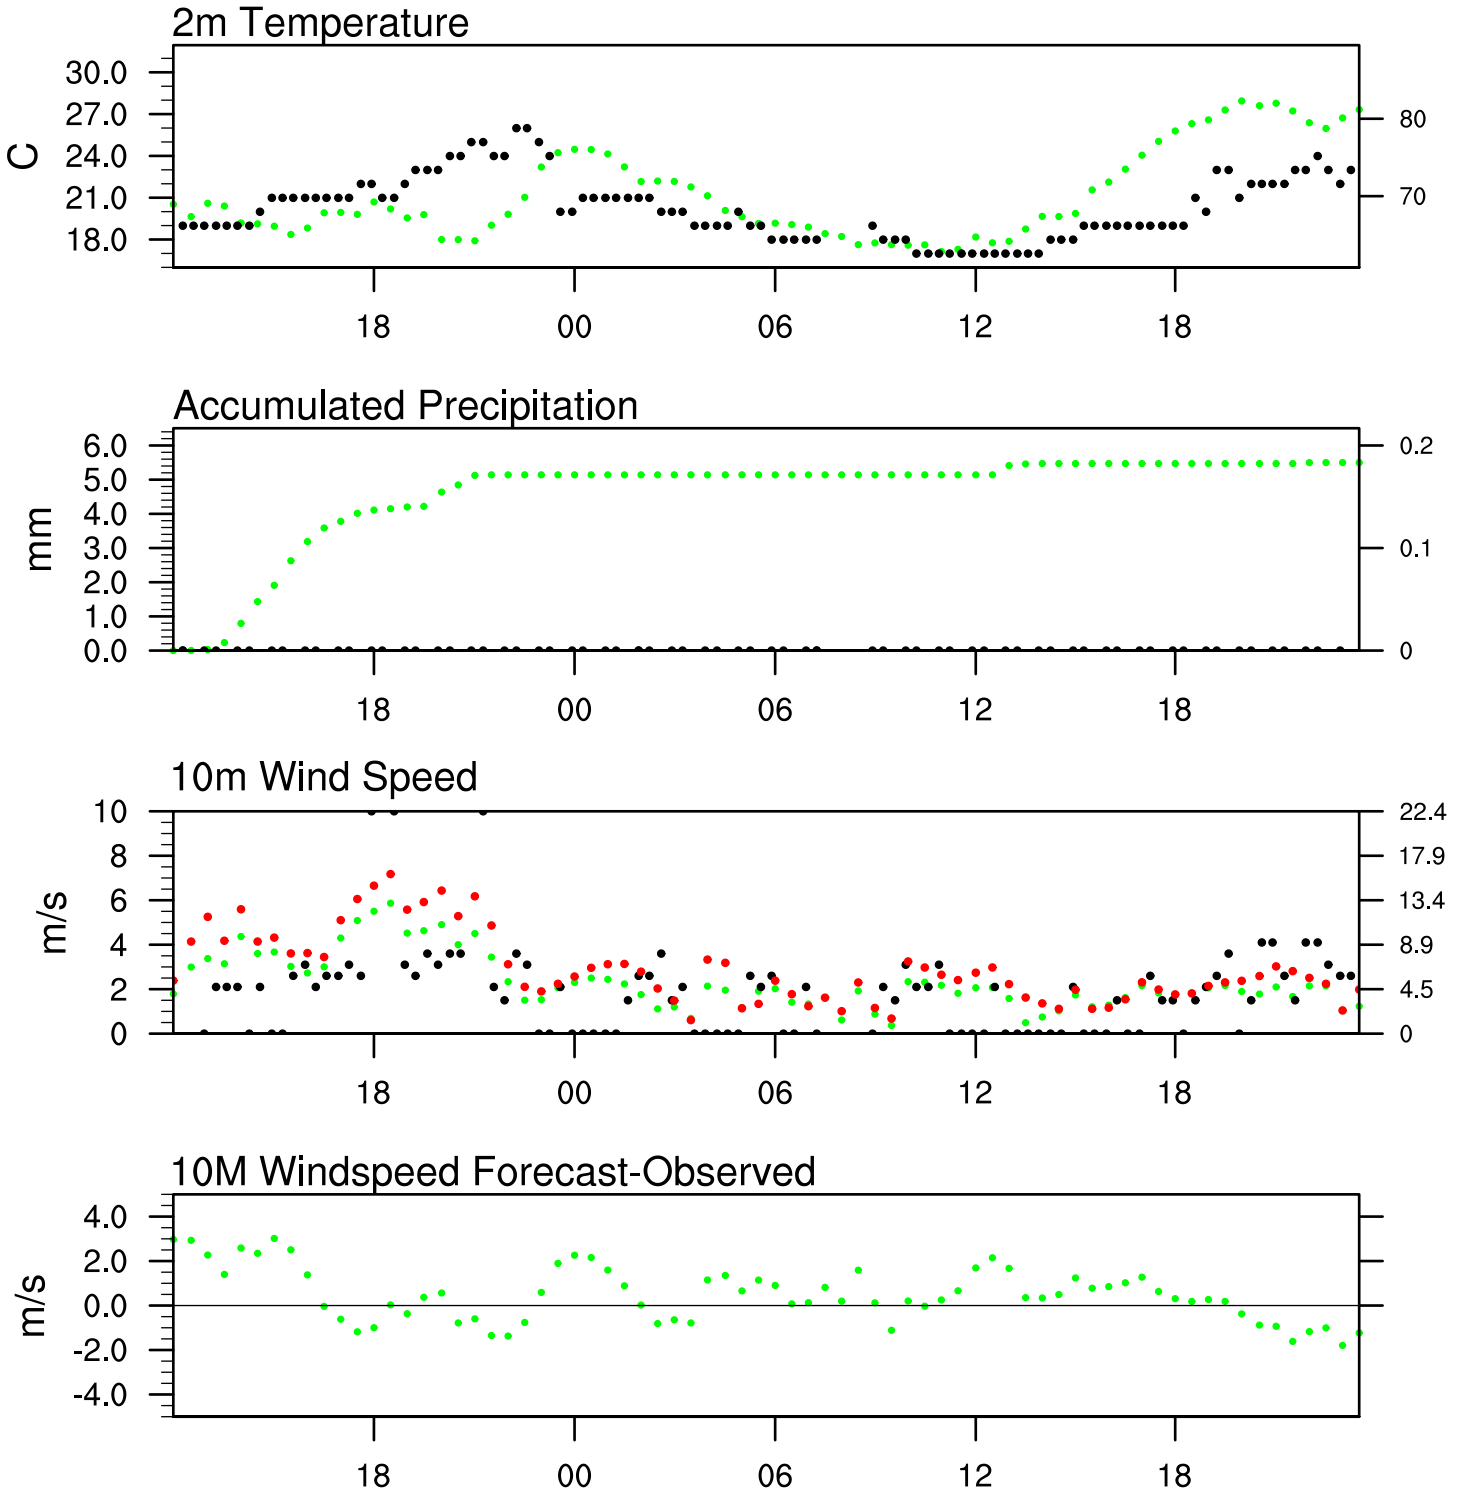 2m Temperature
30.0
27.0
24.0
21.0
18.0
C
80
70
18 00 06 12 18
Accumulated Precipitation
6.0
5.0
4.0
3.0
2.0
1.0
0.0
mm
0.2
0.1
0
18 00 06 12 18
10m Wind Speed
10
8
6
4
2
0
m/s
22.4
17.9
13.4
8.9
4.5
0
18 00 06 12 18
10M Windspeed Forecast-Observed
4.0
2.0
0.0
-2.0
-4.0
m/s
18 00 06 12 18